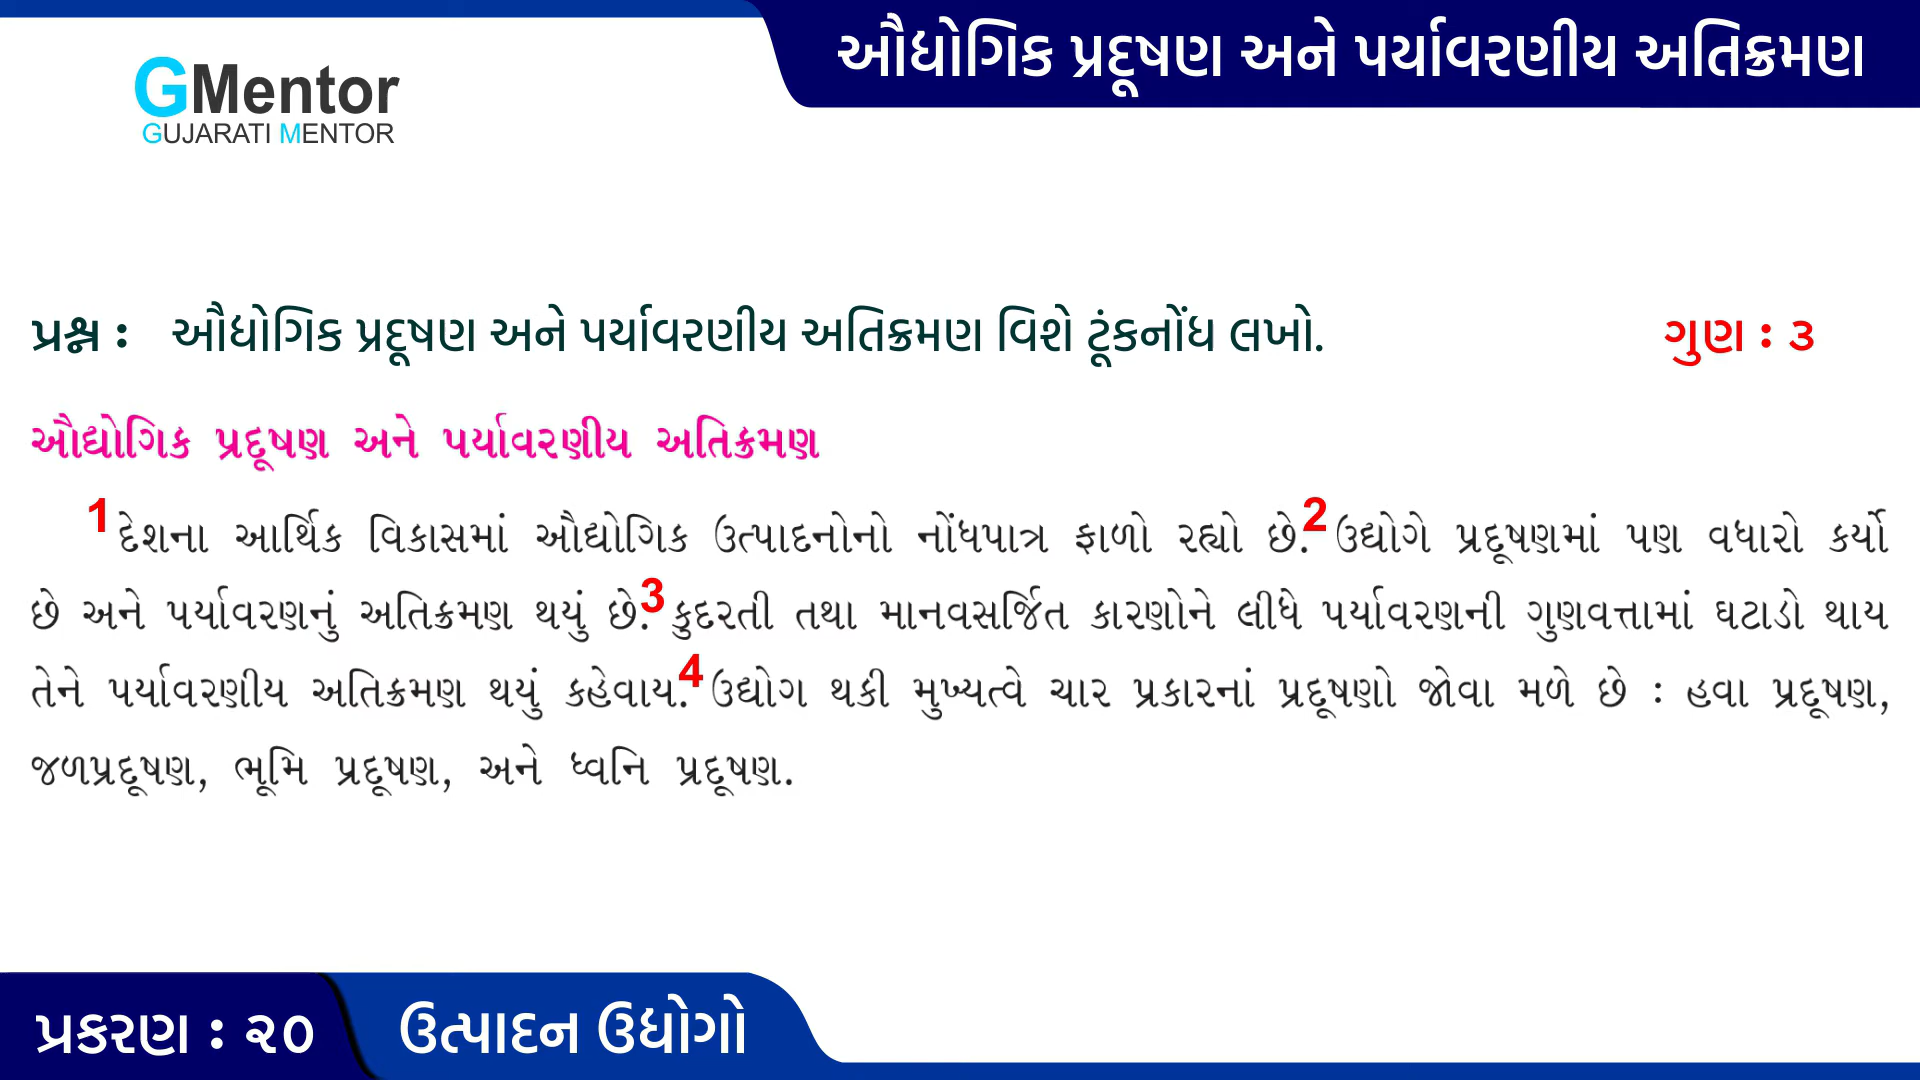 ઔદ્યોગિક પ્રદૂષણ અને પર્યાવરણીય અતિક્રમણ
GMentor
GUJARATI MENTOR
પ્રશ્ન : ઔદ્યોગિક પ્રદૂષણ અને પર્યાવરણીય અતિક્રમણ વિશે ટૂંકનોંધ લખો. ગુણ : ૩
ઔદ્યોગિક પ્રદૂષણ અને પર્યાવરણીય અતિક્રમણ
1 દેશના આર્થિક વિકાસમાં ઔદ્યોગિક ઉત્પાદનોનો નોંધપાત્ર ફાળો રહ્યો છે. 2 ઉદ્યોગે પ્રદૂષણમાં પણ વધારો કર્યો
છે અને પર્યાવરણનું અતિક્રમણ થયું છે. 3 કુદરતી તથા માનવસર્જિત કારણોને લીધે પર્યાવરણની ગુણવત્તામાં ઘટાડો થાય
તેને પર્યાવરણીય અતિક્રમણ થયું કહેવાય. 4 ઉદ્યોગ થકી મુખ્યત્વે ચાર પ્રકારનાં પ્રદૂષણો જોવા મળે છે : હવા પ્રદૂષણ,
જળપ્રદૂષણ, ભૂમિ પ્રદૂષણ, અને ધ્વનિ પ્રદૂષણ.
પ્રકરણ : ૨૦ ઉત્પાદન ઉદ્યોગો